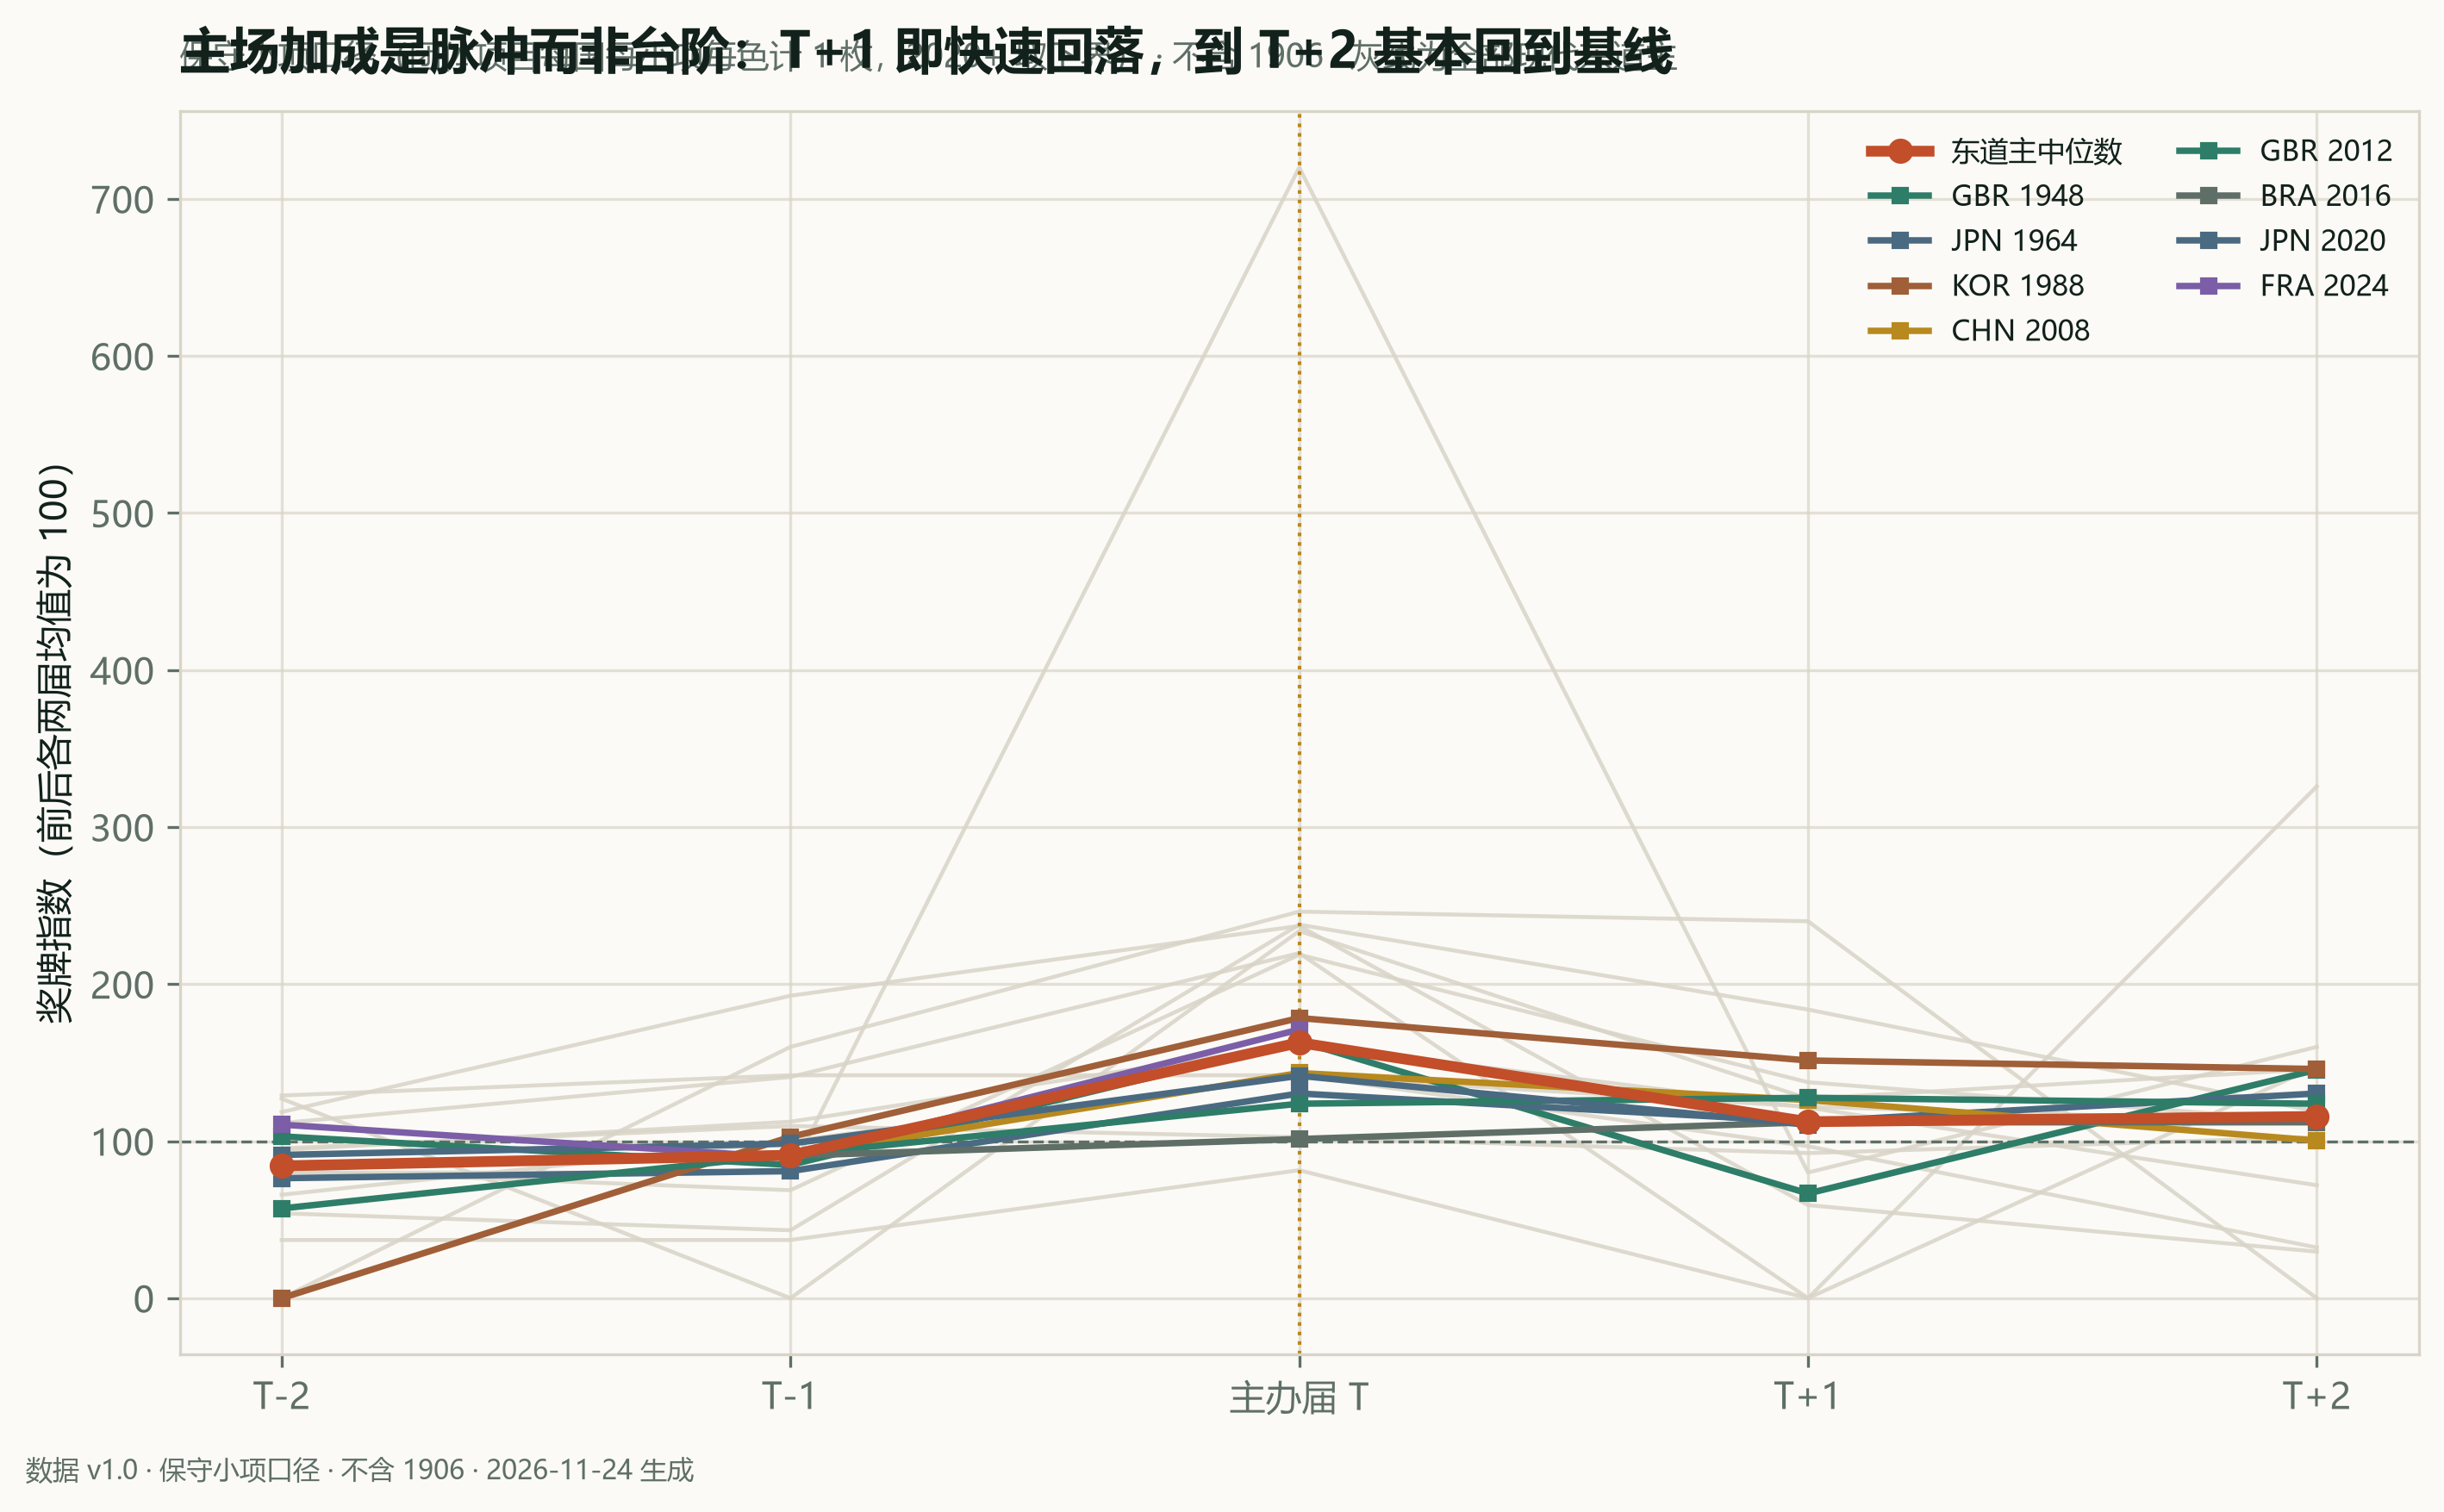 主场加成是脉冲而非台阶：T+1 即快速回落，到 T+2 基本回到基线
奖牌指数（前后各两届均值为 100）
700
600
500
400
300
200
100
0
T-2
T-1
主办届 T
T+1
T+2
东道主中位数
GBR 1948
JPN 1964
KOR 1988
CHN 2008
GBR 2012
BRA 2016
JPN 2020
FRA 2024
数据 v1.0 · 保守小项口径 · 不含 1906 · 2026-11-24 生成